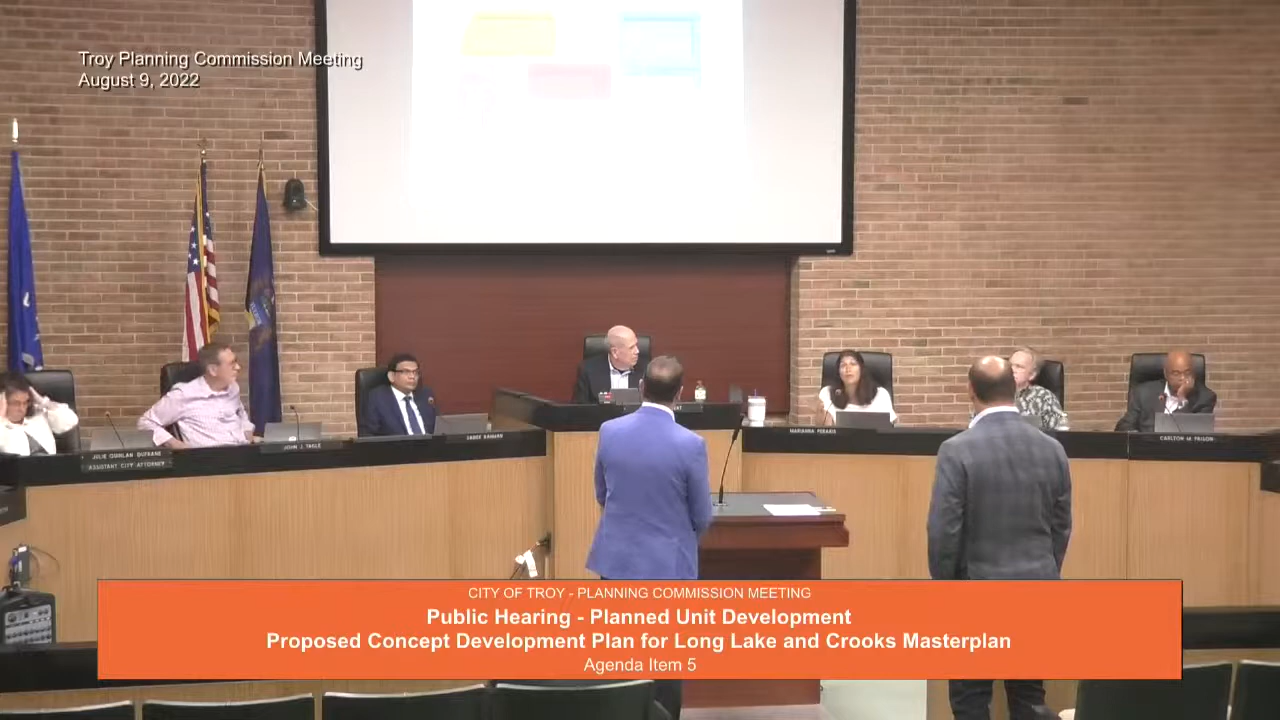 Troy Planning Commission Meeting
August 9, 2022
JULIE QUINLAN DUFRANE
ASSISTANT CITY ATTORNEY
JOHN J. TAGLE
MARIANNA PERAKIS
CARLTON M. FAISON
CITY OF TROY - PLANNING COMMISSION MEETING
Public Hearing - Planned Unit Development
Proposed Concept Development Plan for Long Lake and Crooks Masterplan
Agenda Item 5